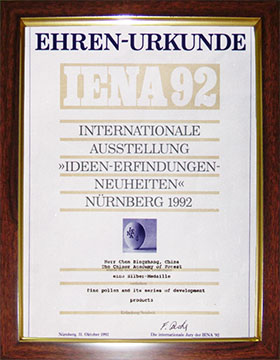 EHREN-URKUNDE
IENA 92
INTERNATIONALE
AUSSTELLUNG
»IDEEN-ERFINDUNGEN-
NEUHEITEN«
NÜRNBERG 1992
Herr Chen Bingzhang, China
The Chines Academy of Forest
eine Silber-Medaille
Pine pollen and its series of development
products
Nürnberg, 31. Oktober 1992
Die internationale Jury der IENA '92